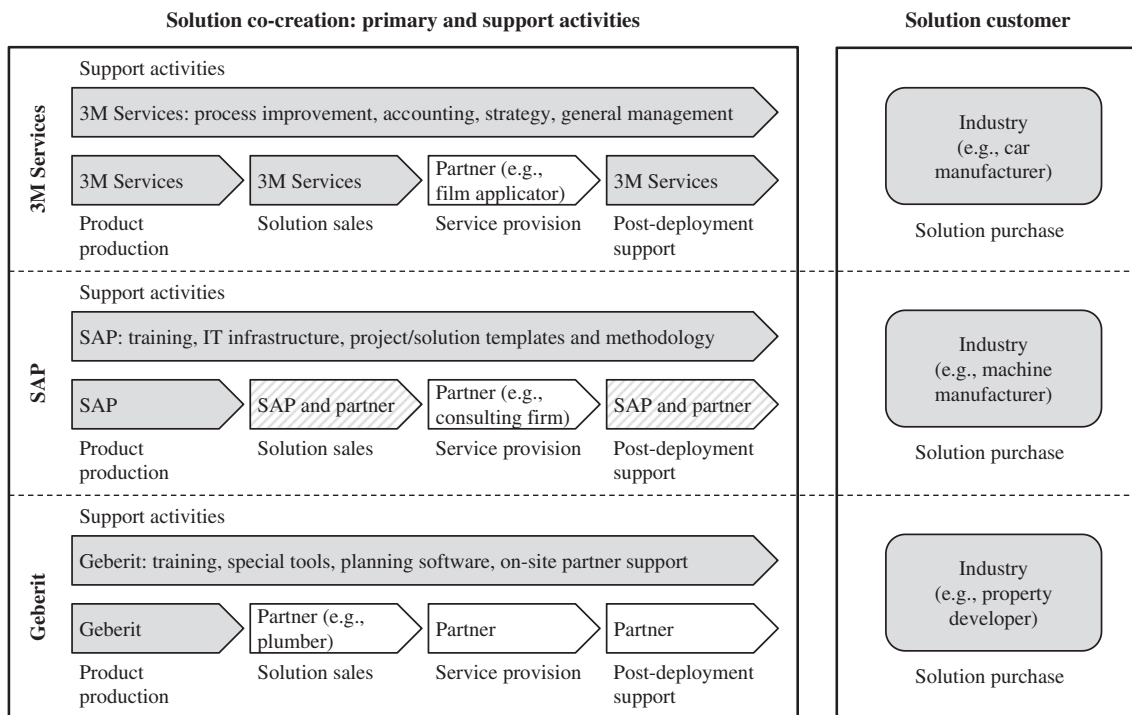 Solution co-creation: primary and support activities
Solution customer
3M Services
Support activities
3M Services: process improvement, accounting, strategy, general management
3M Services
3M Services
Partner (e.g.,
film applicator)
3M Services
Product
production
Solution sales
Service provision
Post-deployment
support
Industry
(e.g., car
manufacturer)
Solution purchase
SAP
Support activities
SAP: training, IT infrastructure, project/solution templates and methodology
SAP
SAP and partner
Partner (e.g.,
consulting firm)
SAP and partner
Product
production
Solution sales
Service provision
Post-deployment
support
Industry
(e.g., machine
manufacturer)
Solution purchase
Geberit
Support activities
Geberit: training, special tools, planning software, on-site partner support
Geberit
Partner (e.g.,
plumber)
Partner
Partner
Product
production
Solution sales
Service provision
Post-deployment
support
Industry
(e.g., property
developer)
Solution purchase